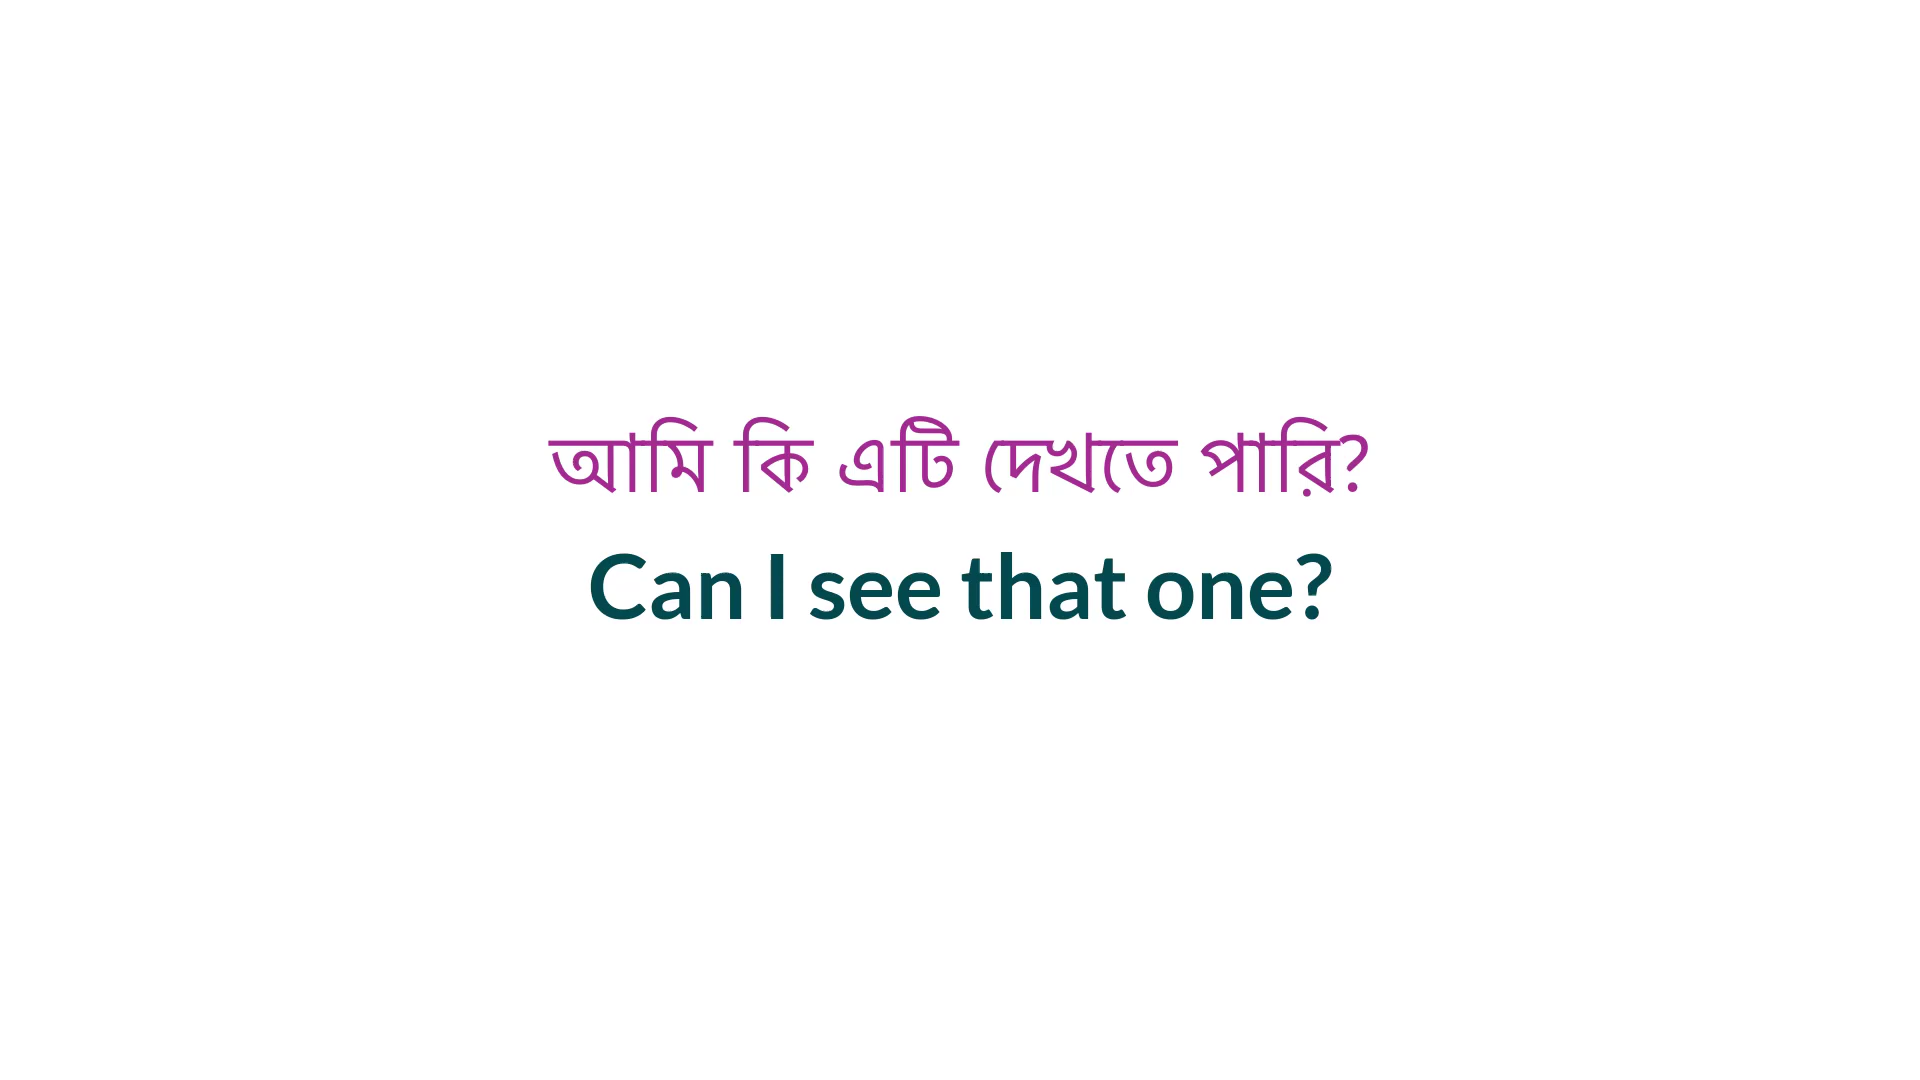 আমি কি এটি দেখতে পারি?
Can I see that one?